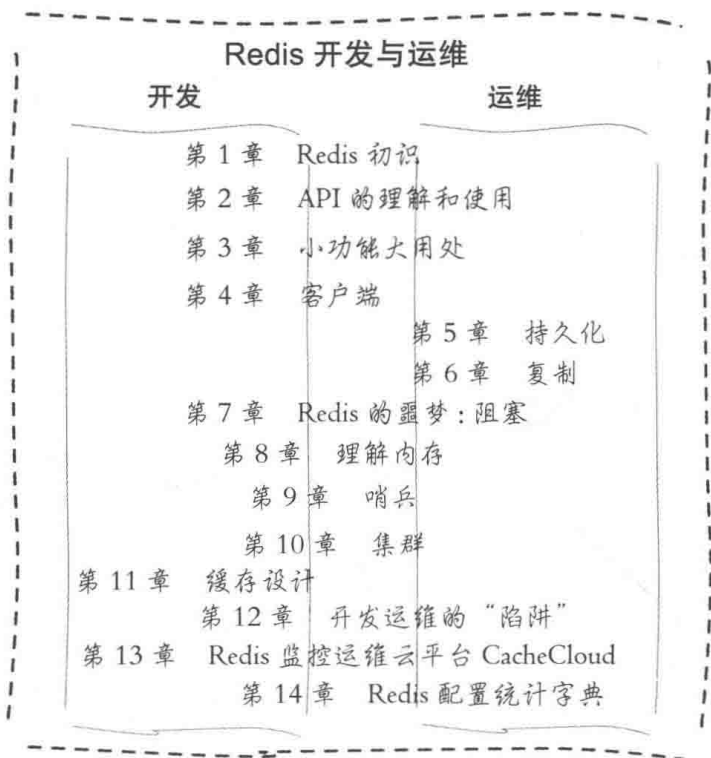 Redis 开发与运维
开发 运维
第 1 章 Redis 初识
第 2 章 API 的理解和使用
第 3 章 小功能大用处
第 4 章 客户端
第 5 章 持久化
第 6 章 复制
第 7 章 Redis 的噩梦：阻塞
第 8 章 理解内存
第 9 章 哨兵
第 10 章 集群
第 11 章 缓存设计
第 12 章 开发运维的“陷阱”
第 13 章 Redis 监控运维云平台 CacheCloud
第 14 章 Redis 配置统计字典